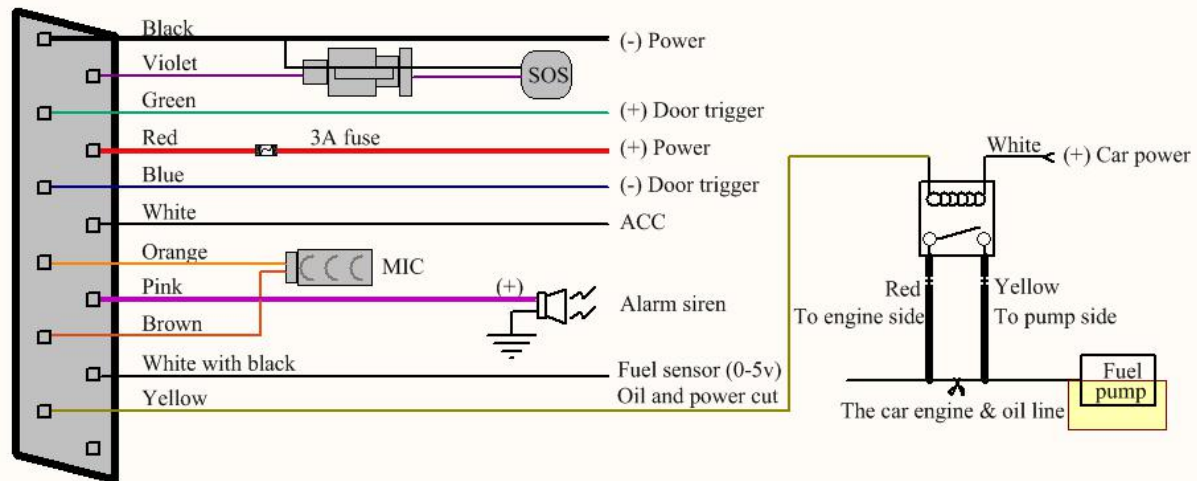 Black
(-) Power
Violet
SOS
Green
(+) Door trigger
Red
3A fuse
(+) Power
White
(+) Car power
Blue
(-) Door trigger
White
ACC
Orange
MIC
Pink
(+)
Alarm siren
Red
Yellow
To engine side
To pump side
Brown
White with black
Fuel sensor (0-5v)
Yellow
Oil and power cut
The car engine & oil line
Fuel
pump